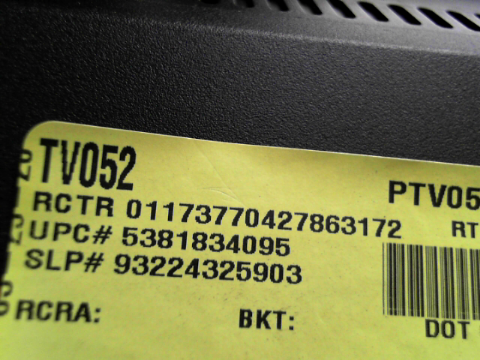 TV052
PTV05
RCTR 01173770427863172
RT
UPC# 5381834095
SLP# 93224325903
RCRA:
BKT:
DOT